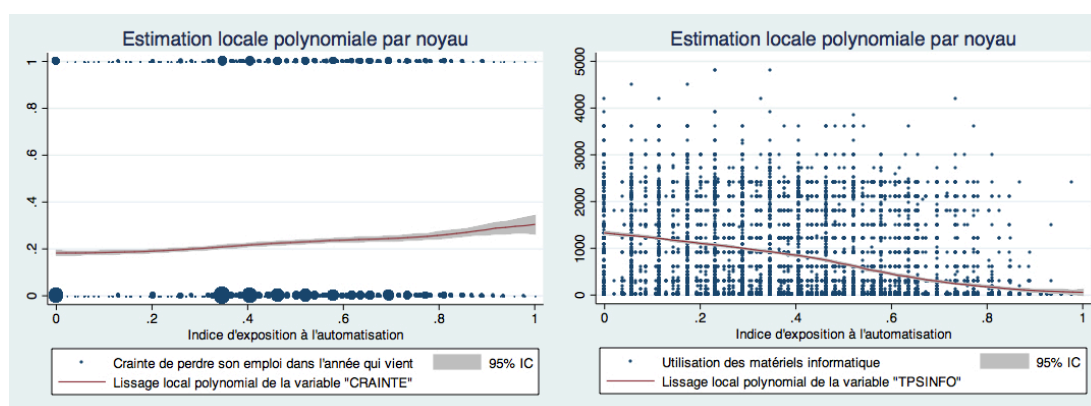 Estimation locale polynomiale par noyau
1
.8
.6
.4
.2
0
0 .2 .4 .6 .8 1
Indice d'exposition à l'automatisation
Crainte de perdre son emploi dans l'année qui vient 95% IC
Lissage local polynomial de la variable "CRAINTE"
Estimation locale polynomiale par noyau
5000
4000
3000
2000
1000
0
0 .2 .4 .6 .8 1
Indice d'exposition à l'automatisation
Utilisation des matériels informatique 95% IC
Lissage local polynomial de la variable "TPSINFO"